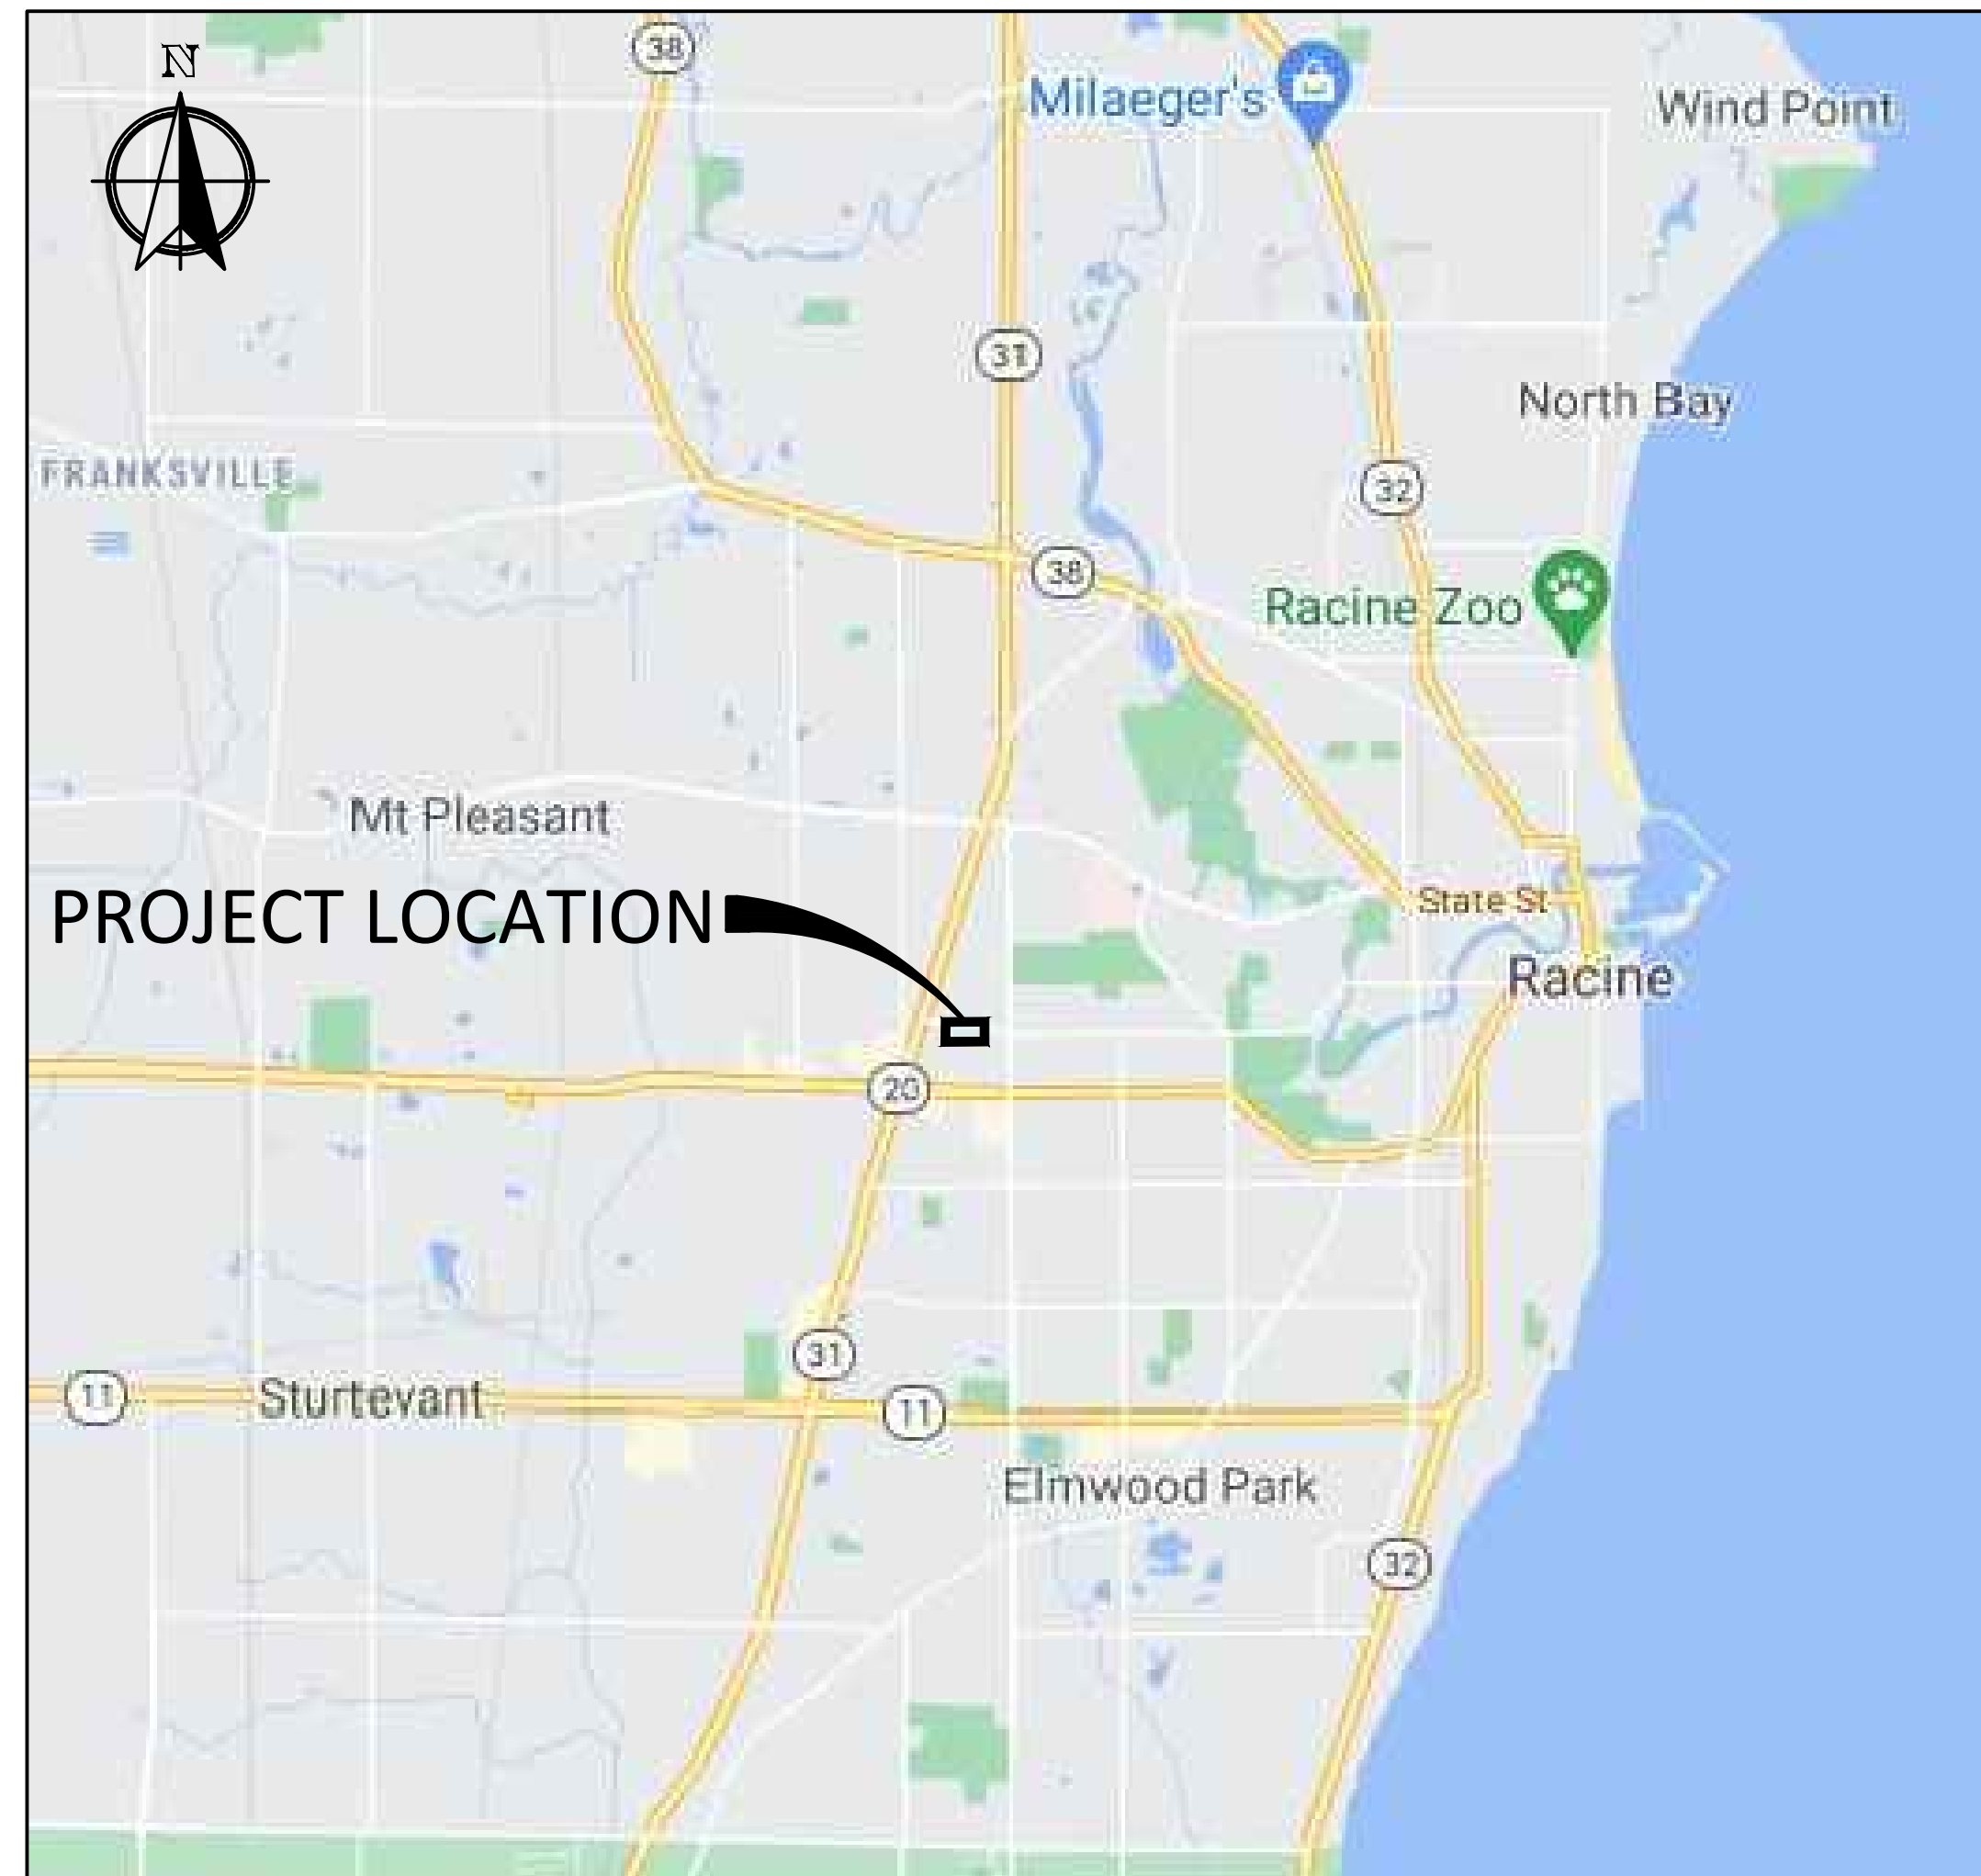 N
38
Milaeger's
Wind Point
31
North Bay
FRANKSVILLE
32
38
Racine Zoo
Mt Pleasant
State St
PROJECT LOCATION
Racine
20
31
11
Sturtevant
11
Elmwood Park
32